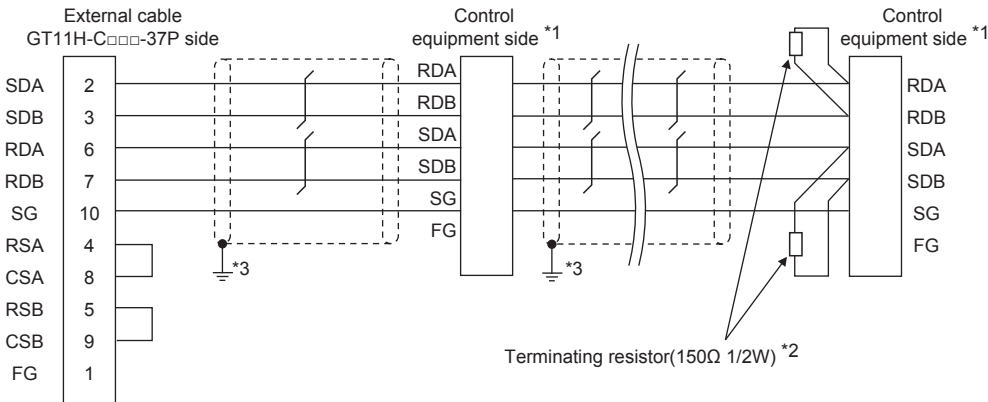 External cable
GT11H-C□□□-37P side
Control
equipment side *1
Control
equipment side *1
SDA 2 RDA RDA
SDB 3 RDB RDB
RDA 6 SDA SDA
RDB 7 SDB SDB
SG 10 SG SG
RSA 4 FG FG
*3 *3
CSA 8
RSB 5
CSB 9
Terminating resistor(150Ω 1/2W) *2
FG 1